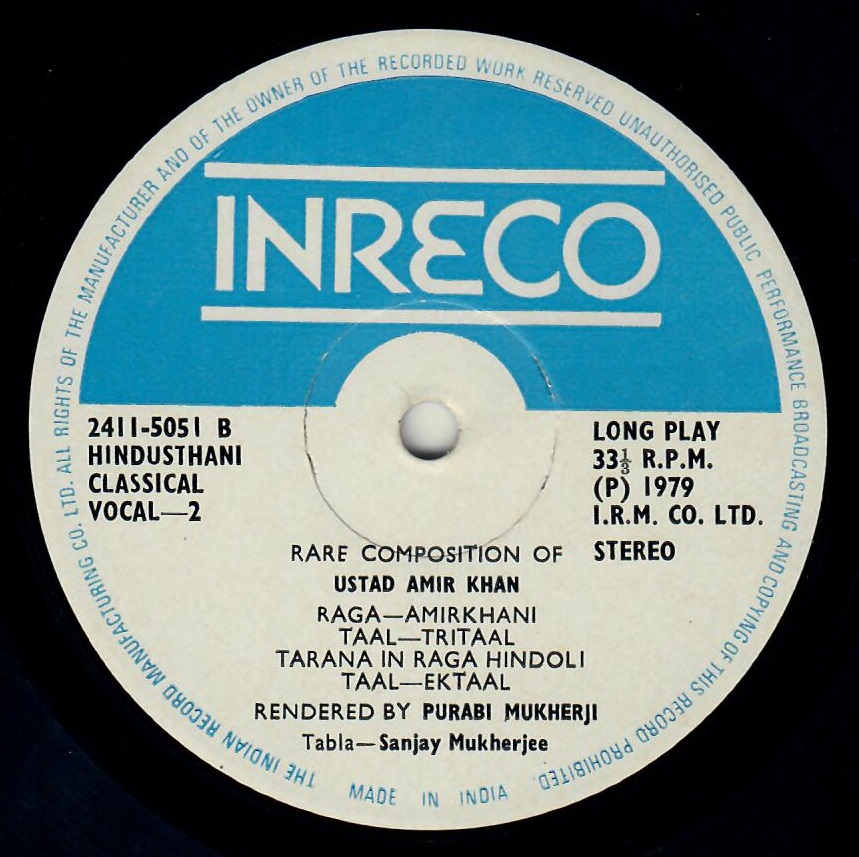 THE INDIAN RECORD MANUFACTURING CO. LTD. ALL RIGHTS OF THE MANUFACTURER AND OF THE OWNER OF THE RECORDED WORK RESERVED UNAUTHORISED PUBLIC PERFORMANCE BROADCASTING AND COPYING OF THIS RECORD PROHIBITED.
INRECO
2411-5051 B
HINDUSTHANI
CLASSICAL
VOCAL—2
LONG PLAY
33⅓ R.P.M.
(P) 1979
I.R.M. CO. LTD.
STEREO
RARE COMPOSITION OF
USTAD AMIR KHAN
RAGA—AMIRKHANI
TAAL—TRITAAL
TARANA IN RAGA HINDOLI
TAAL—EKTAAL
RENDERED BY PURABI MUKHERJI
Tabla—Sanjay Mukherjee
MADE IN INDIA